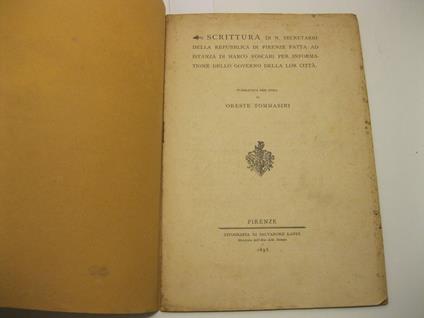 SCRITTURA DI N. SECRETARII
DELLA REPUBBLICA DI FIRENZE FATTA AD
ISTANZA DI MARCO FOSCARI PER INFORMA-
TIONE DELLO GOVERNO DELLA LOR CITTÀ.
PUBBLICATA PER CURA
DI
ORESTE TOMMASINI
FIRENZE
TIPOGRAFIA DI SALVADORE LANDI